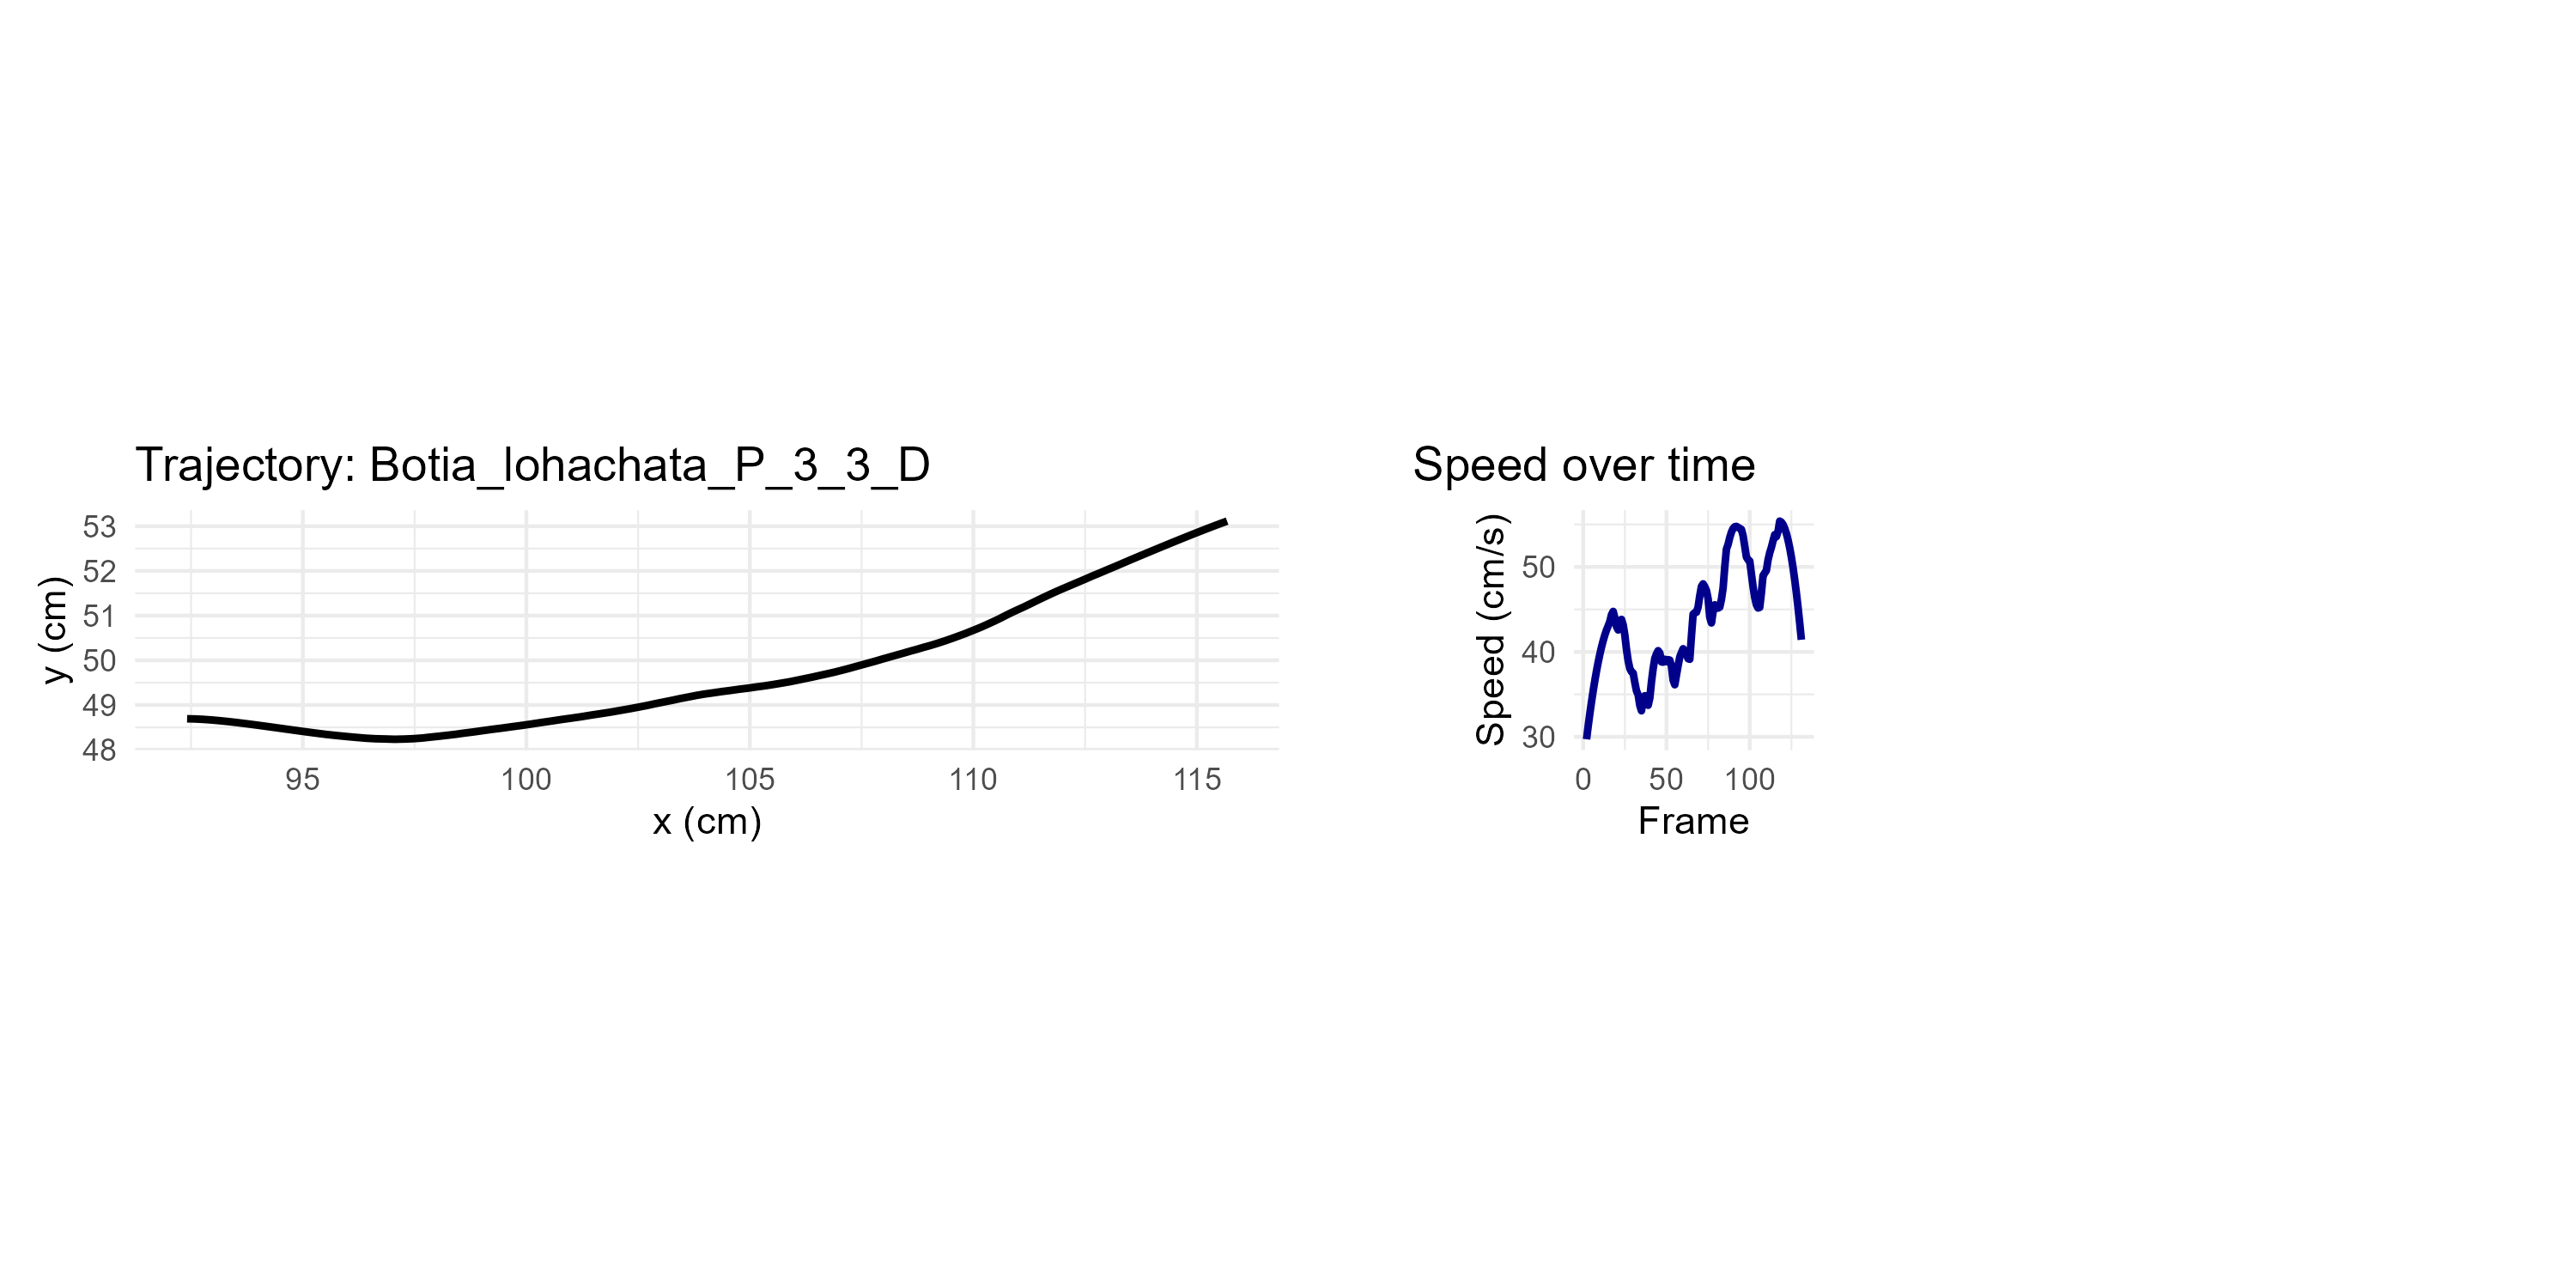 Trajectory: Botia_lohachata_P_3_3_D
53
52
51
50
49
48
y (cm)
95 100 105 110 115
x (cm)
Speed over time
50
40
30
Speed (cm/s)
0 50 100
Frame